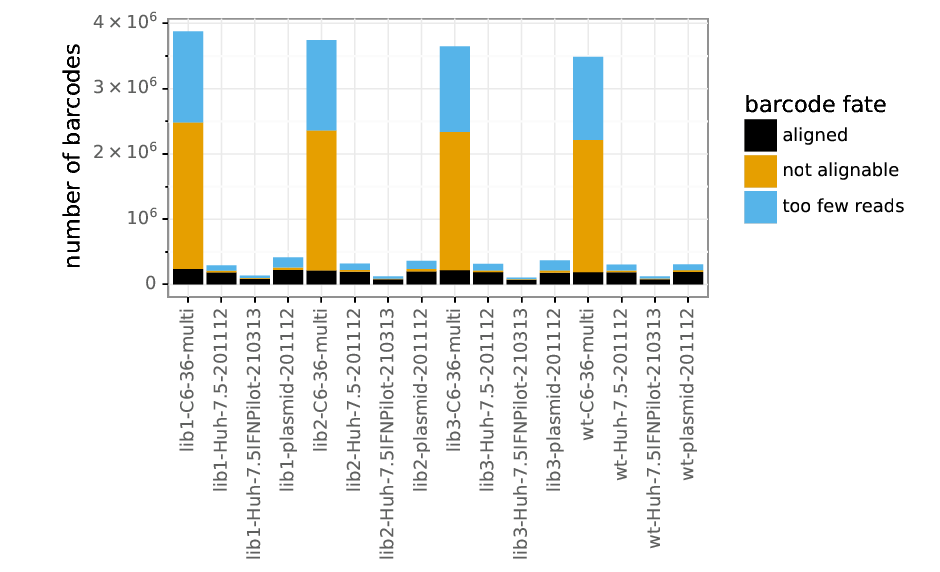 number of barcodes
4 × 10⁶
3 × 10⁶
2 × 10⁶
10⁶
0
lib1-C6-36-multi
lib1-Huh-7.5-201112
lib1-Huh-7.5IFNPilot-210313
lib1-plasmid-201112
lib2-C6-36-multi
lib2-Huh-7.5-201112
lib2-Huh-7.5IFNPilot-210313
lib2-plasmid-201112
lib3-C6-36-multi
lib3-Huh-7.5-201112
lib3-Huh-7.5IFNPilot-210313
lib3-plasmid-201112
wt-C6-36-multi
wt-Huh-7.5-201112
wt-Huh-7.5IFNPilot-210313
wt-plasmid-201112
barcode fate
aligned
not alignable
too few reads